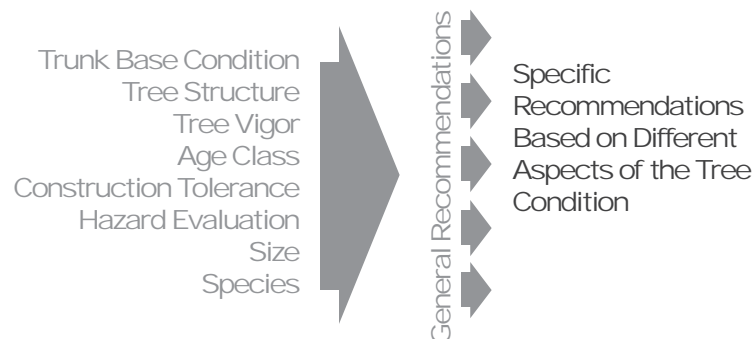 Trunk Base Condition
Tree Structure
Tree Vigor
Age Class
Construction Tolerance
Hazard Evaluation
Size
Species
General Recommendations
Specific
Recommendations
Based on Different
Aspects of the Tree
Condition